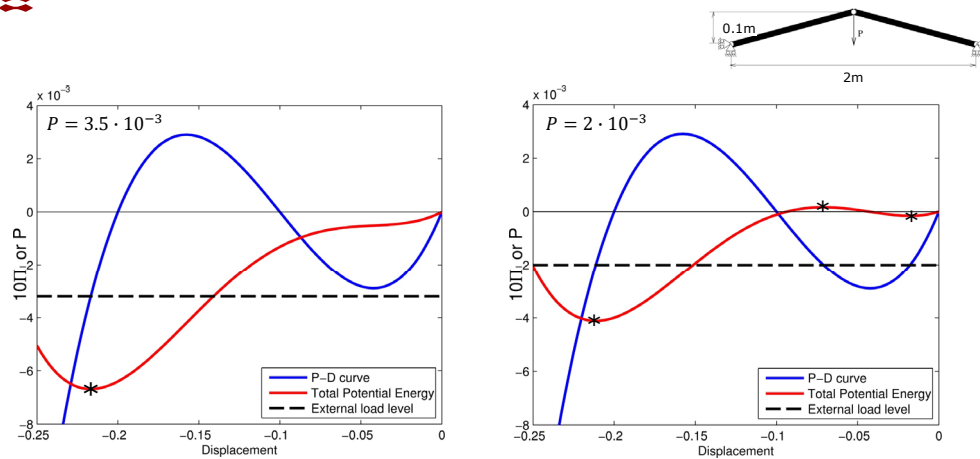 0.1m
P
2m
x 10⁻³
P = 3.5 · 10⁻³
4
2
0
−2
−4
−6
−8
10Π or P
−0.25 −0.2 −0.15 −0.1 −0.05 0
Displacement
P−D curve
Total Potential Energy
External load level
x 10⁻³
P = 2 · 10⁻³
4
2
0
−2
−4
−6
−8
10Π or P
−0.25 −0.2 −0.15 −0.1 −0.05 0
Displacement
P−D curve
Total Potential Energy
External load level